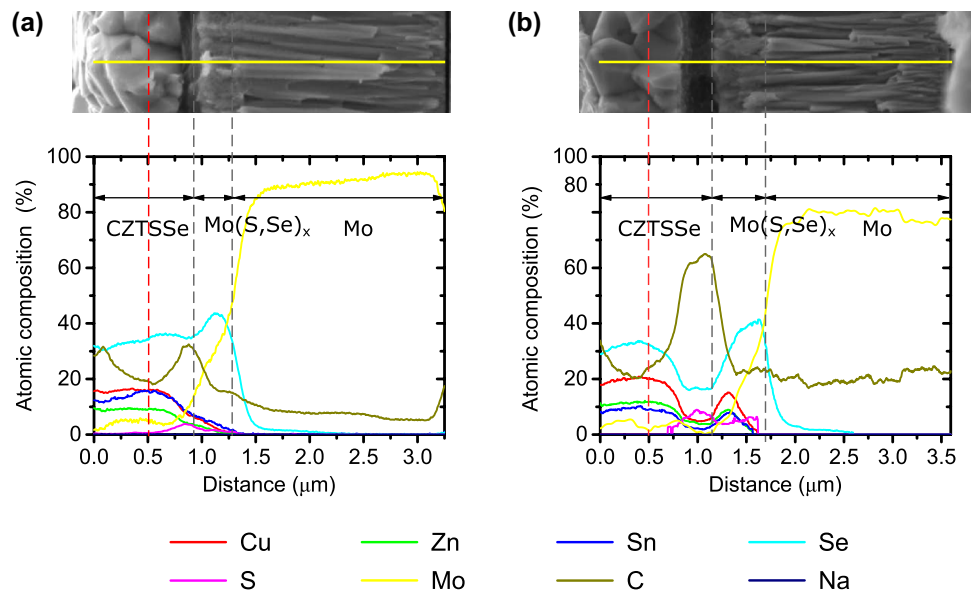 (a)
(b)
100
80
60
40
20
0
Atomic composition (%)
CZTSSe
Mo(S,Se)x
Mo
0.0 0.5 1.0 1.5 2.0 2.5 3.0
Distance (μm)
100
80
60
40
20
0
Atomic composition (%)
CZTSSe
Mo(S,Se)x
Mo
0.0 0.5 1.0 1.5 2.0 2.5 3.0 3.5
Distance (μm)
Cu Zn Sn Se
S Mo C Na